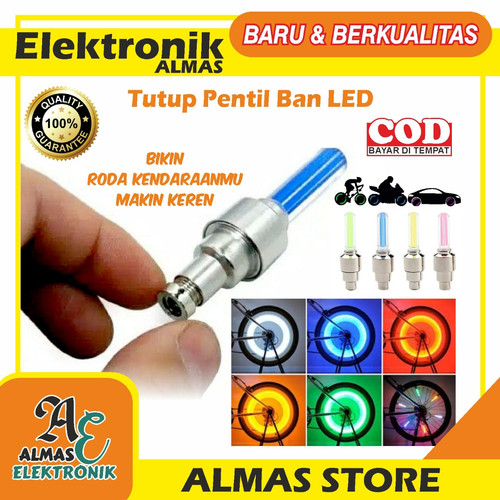 Elektronik
ALMAS
BARU & BERKUALITAS
Tutup Pentil Ban LED
QUALITY
100%
GUARANTEE
BIKIN
RODA KENDARAANMU
MAKIN KEREN
COD
BAYAR DI TEMPAT
AE
ALMAS
ELEKTRONIK
ALMAS STORE